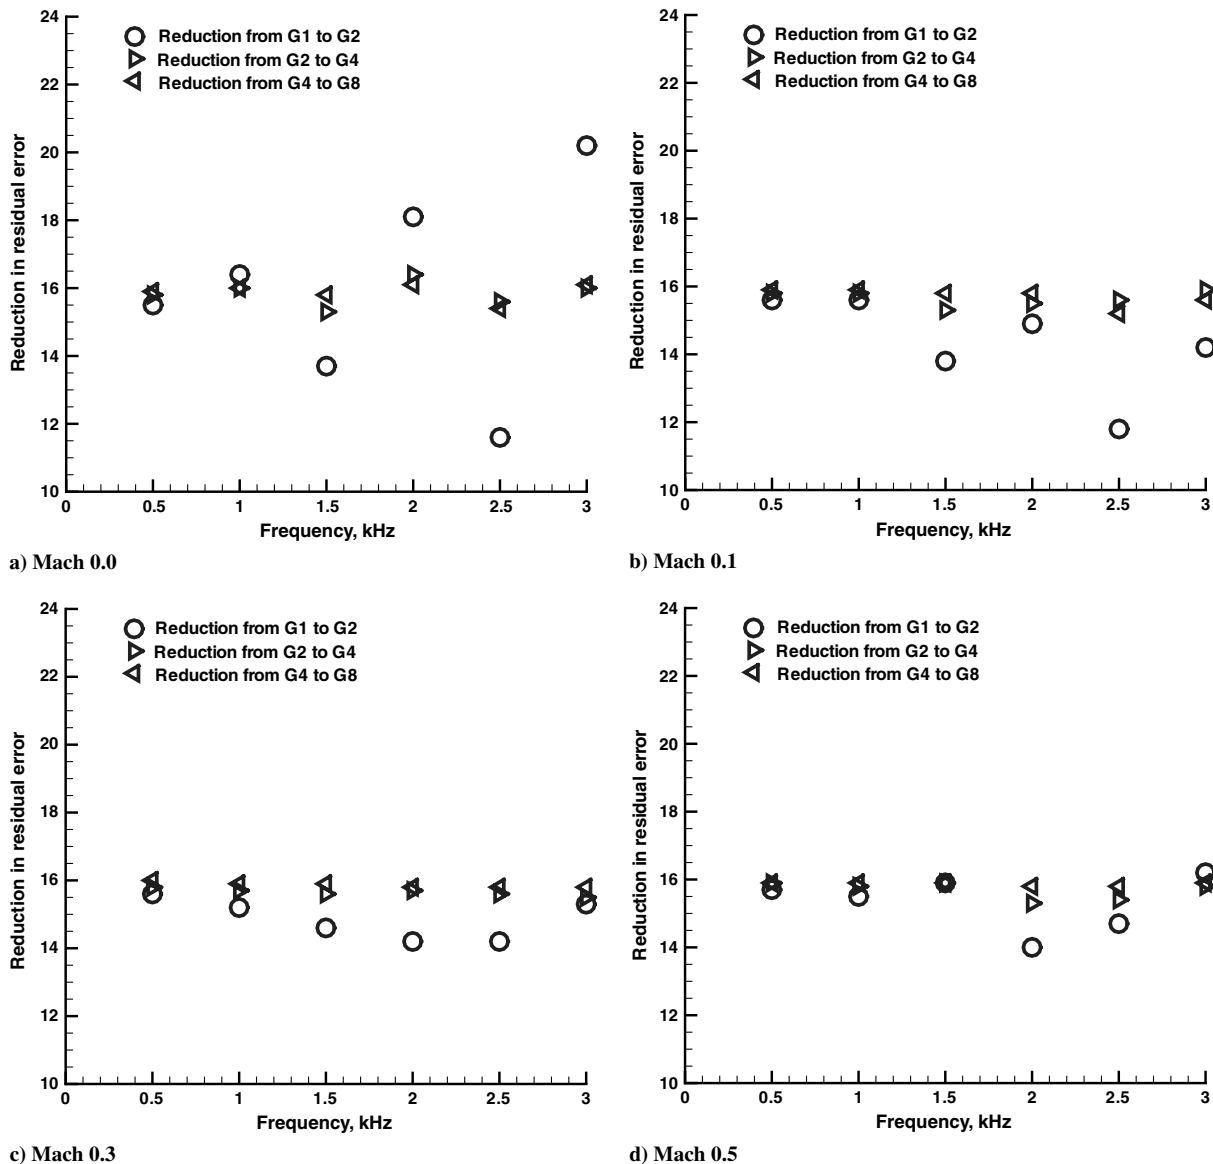 24
22
20
18
16
14
12
10
Reduction in residual error
Reduction from G1 to G2
Reduction from G2 to G4
Reduction from G4 to G8
0 0.5 1 1.5 2 2.5 3
Frequency, kHz
a) Mach 0.0
24
22
20
18
16
14
12
10
Reduction in residual error
Reduction from G1 to G2
Reduction from G2 to G4
Reduction from G4 to G8
0 0.5 1 1.5 2 2.5 3
Frequency, kHz
b) Mach 0.1
24
22
20
18
16
14
12
10
Reduction in residual error
Reduction from G1 to G2
Reduction from G2 to G4
Reduction from G4 to G8
0 0.5 1 1.5 2 2.5 3
Frequency, kHz
c) Mach 0.3
24
22
20
18
16
14
12
10
Reduction in residual error
Reduction from G1 to G2
Reduction from G2 to G4
Reduction from G4 to G8
0 0.5 1 1.5 2 2.5 3
Frequency, kHz
d) Mach 0.5